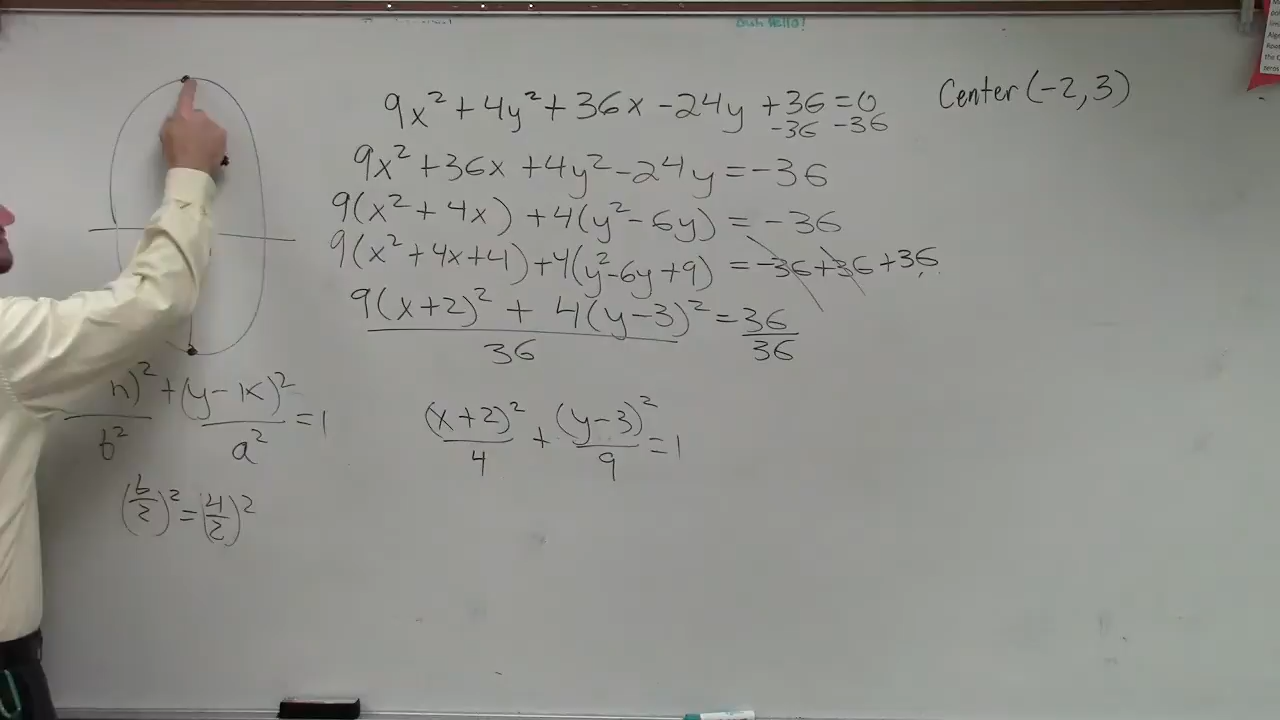 Ooh Hello!
9x² + 4y² + 36x - 24y + 36 = 0
-36 -36
Center (-2, 3)
9x² + 36x + 4y² - 24y = -36
9(x² + 4x) + 4(y² - 6y) = -36
9(x² + 4x + 4) + 4(y² - 6y + 9) = -36 + 36 + 36
9(x+2)² + 4(y-3)² = 36
36 36
h)² + (y - k)² = 1
b² a²
(x+2)² + (y-3)² = 1
4 9
(b/2)² = (4/2)²